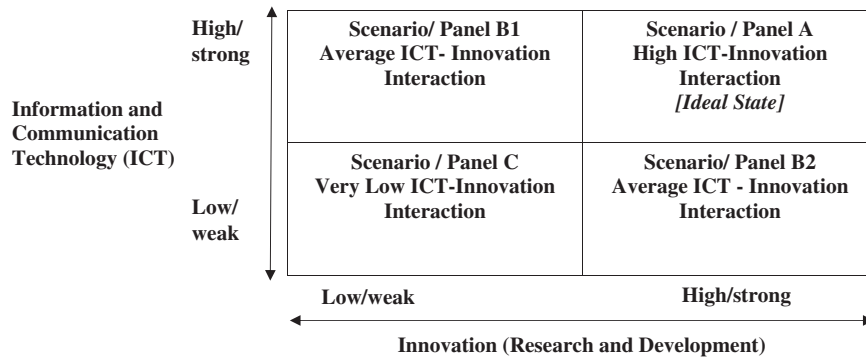 High/
strong
Scenario/ Panel B1
Average ICT- Innovation
Interaction
Scenario / Panel A
High ICT-Innovation
Interaction
[Ideal State]
Information and
Communication
Technology (ICT)
Scenario / Panel C
Very Low ICT-Innovation
Interaction
Scenario/ Panel B2
Average ICT - Innovation
Interaction
Low/
weak
Low/weak
High/strong
Innovation (Research and Development)